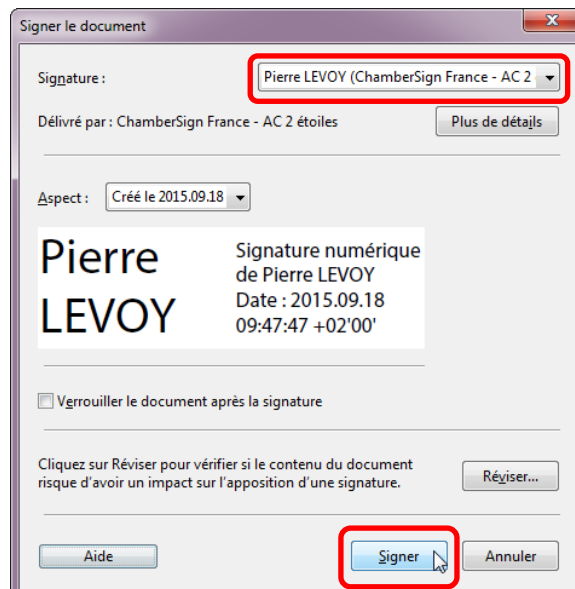 Signer le document
x
Signature :
Pierre LEVOY (ChamberSign France - AC 2
Délivré par : ChamberSign France - AC 2 étoiles
Plus de détails
Aspect :
Créé le 2015.09.18
Pierre
LEVOY
Signature numérique
de Pierre LEVOY
Date : 2015.09.18
09:47:47 +02'00'
Verrouiller le document après la signature
Cliquez sur Réviser pour vérifier si le contenu du document
risque d'avoir un impact sur l'apposition d'une signature.
Réviser...
Aide
Signer
Annuler